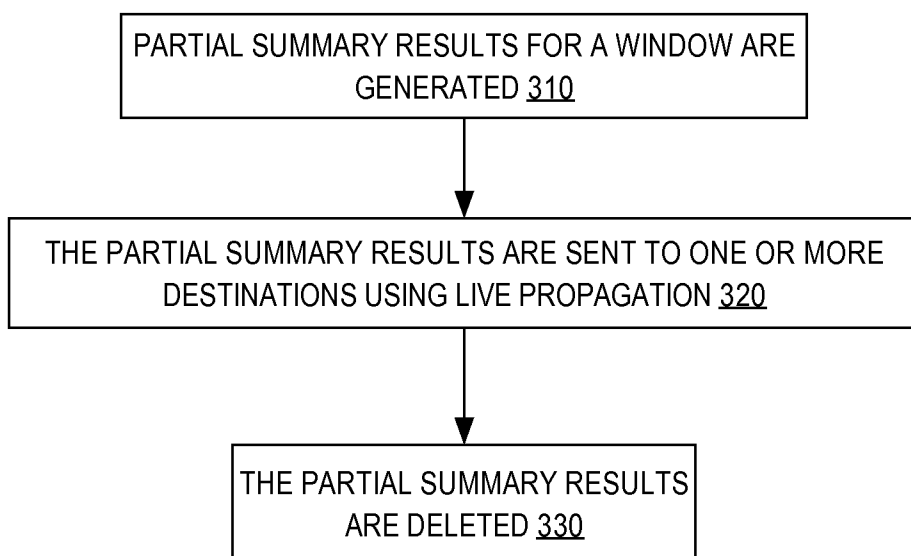 PARTIAL SUMMARY RESULTS FOR A WINDOW ARE
GENERATED 310
THE PARTIAL SUMMARY RESULTS ARE SENT TO ONE OR MORE
DESTINATIONS USING LIVE PROPAGATION 320
THE PARTIAL SUMMARY RESULTS
ARE DELETED 330